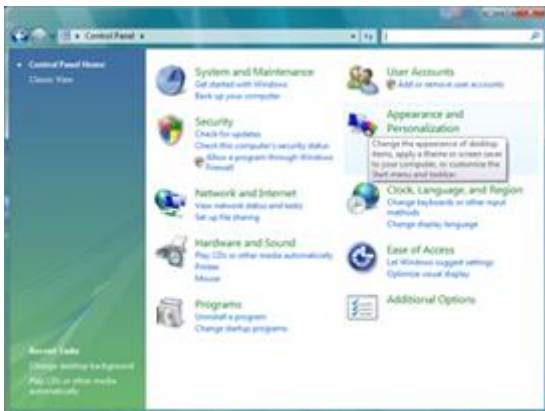 Control Panel
Control Panel Home
Classic View
System and Maintenance
Get started with Windows
Back up your computer
Security
Check for updates
Check this computer's security status
Allow a program through Windows
Firewall
Network and Internet
View network status and tasks
Set up file sharing
Hardware and Sound
Play CDs or other media automatically
Printer
Mouse
Programs
Uninstall a program
Change startup programs
User Accounts
Add or remove user accounts
Appearance and
Personalization
Change the appearance of desktop
items, apply a theme or screen saver
to your computer, or customize the
Start menu and taskbar.
Clock, Language, and Region
Change keyboards or other input
methods
Change display language
Ease of Access
Let Windows suggest settings
Optimize visual display
Additional Options
Recent Tasks
Change desktop background
Play CDs or other media
automatically